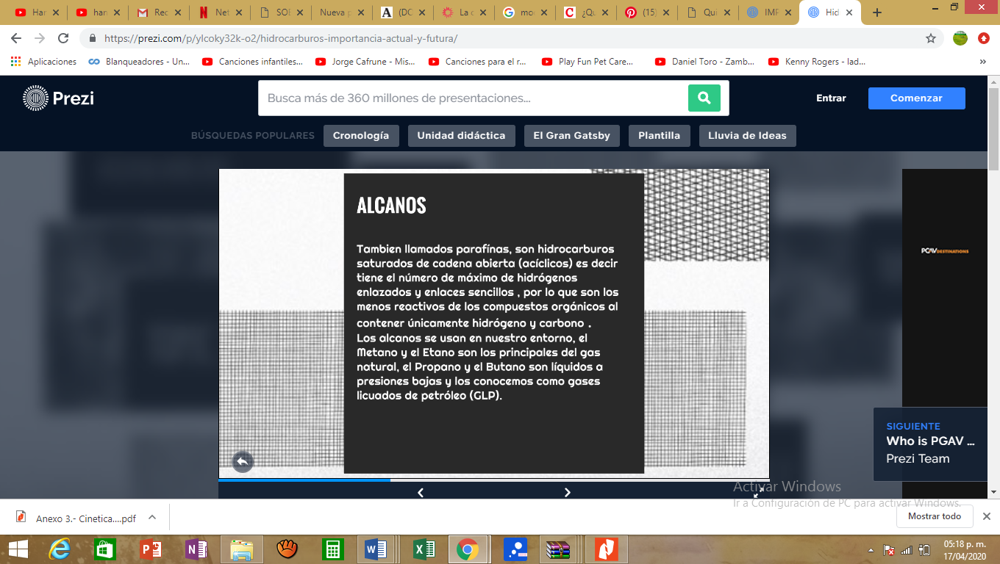 Har
harr
Rec
Net
SOB
Nueva p
(DC
La c
mod
¿Qu
(15)
Qui
IMP
Hid
https://prezi.com/p/ylcoky32k-o2/hidrocarburos-importancia-actual-y-futura/
Aplicaciones
Blanqueadores - Un...
Canciones infantiles...
Jorge Cafrune - Mis...
Canciones para el r...
Play Fun Pet Care...
Daniel Toro - Zamb...
Kenny Rogers - lad...
Prezi
Busca más de 360 millones de presentaciones...
Entrar
Comenzar
BÚSQUEDAS POPULARES
Cronología
Unidad didáctica
El Gran Gatsby
Plantilla
Lluvia de Ideas
ALCANOS
Tambien llamados parafínas, son hidrocarburos
saturados de cadena abierta (acíclicos) es decir
tiene el número de máximo de hidrógenos
enlazados y enlaces sencillos , por lo que son los
menos reactivos de los compuestos orgánicos al
contener únicamente hidrógeno y carbono .
Los alcanos se usan en nuestro entorno, el
Metano y el Etano son los principales del gas
natural, el Propano y el Butano son líquidos a
presiones bajas y los conocemos como gases
licuados de petróleo (GLP).
PGAV DESTINATIONS
SIGUIENTE
Who is PGAV ...
Prezi Team
Activar Windows
Ir a Configuración de PC para activar Windows.
Anexo 3.- Cinetica....pdf
Mostrar todo
05:18 p. m.
17/04/2020